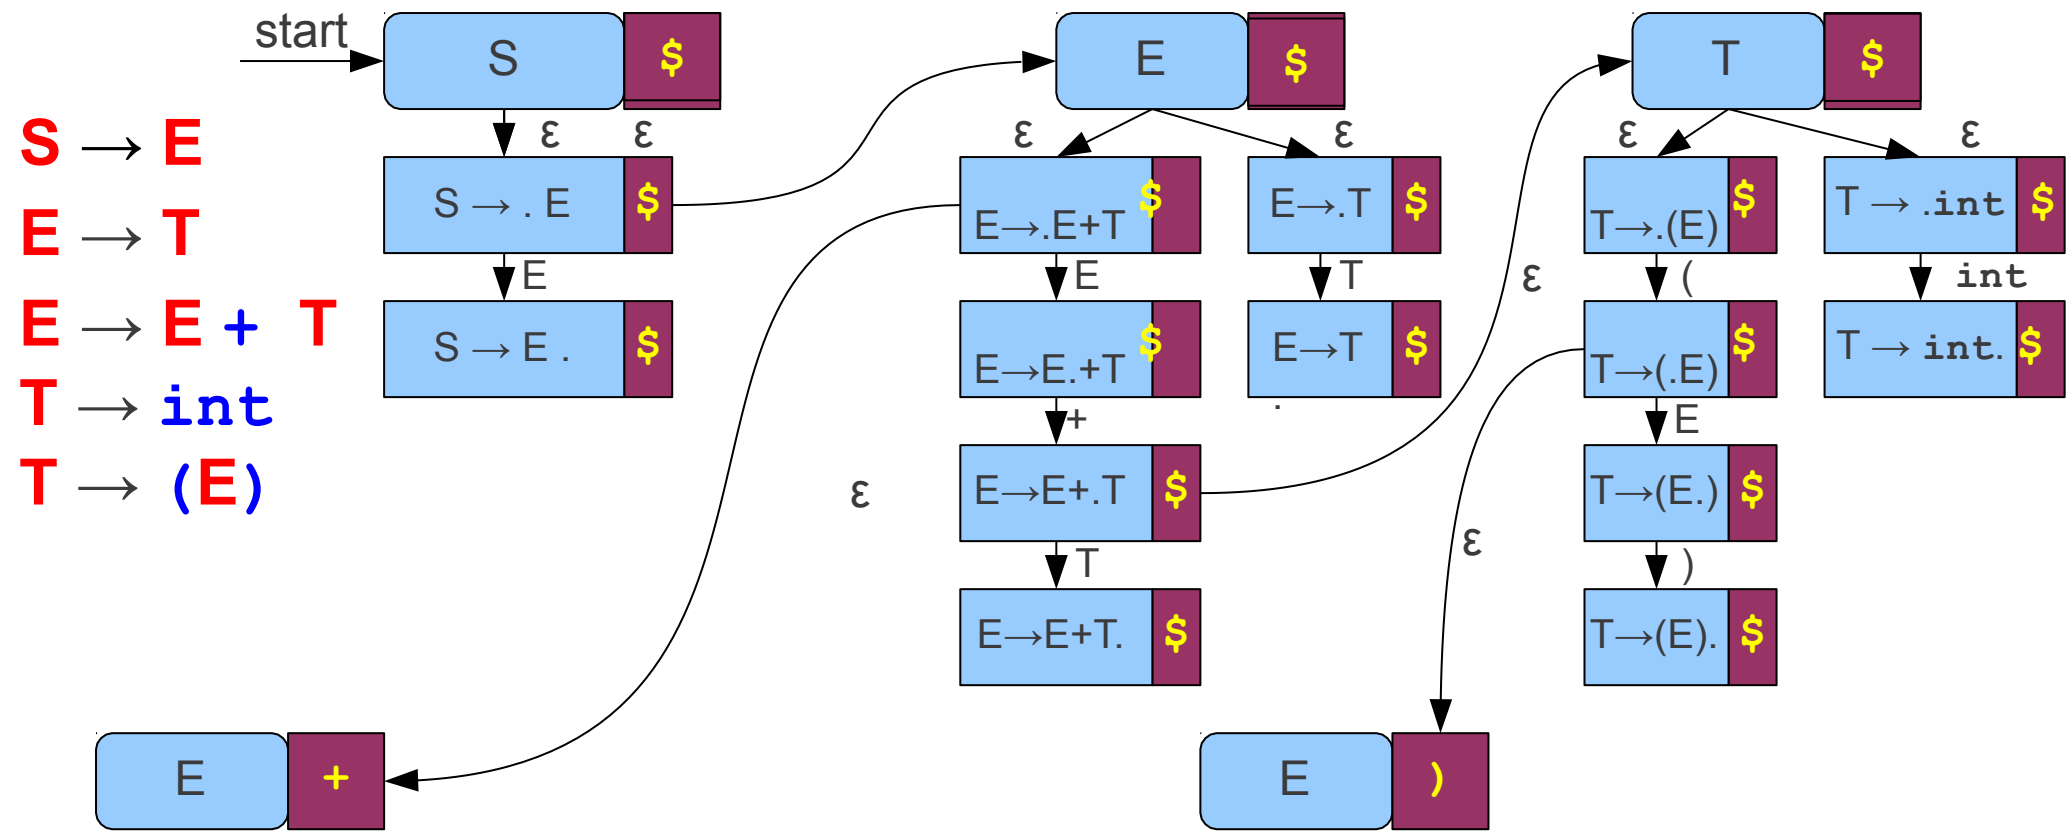 start
S $
E $
T $
S → E
E → T
E → E + T
T → int
T → (E)
ε ε
ε ε
ε ε
S → . E $
E→.E+T $
E→.T $
T→.(E) $
T → .int $
E
E
T
ε
(
int
S → E . $
E→E.+T $
E→T
. $
T→(.E) $
T → int. $
+
E
ε
E→E+.T $
T→(E.) $
T
ε
)
E→E+T. $
T→(E). $
E +
E )